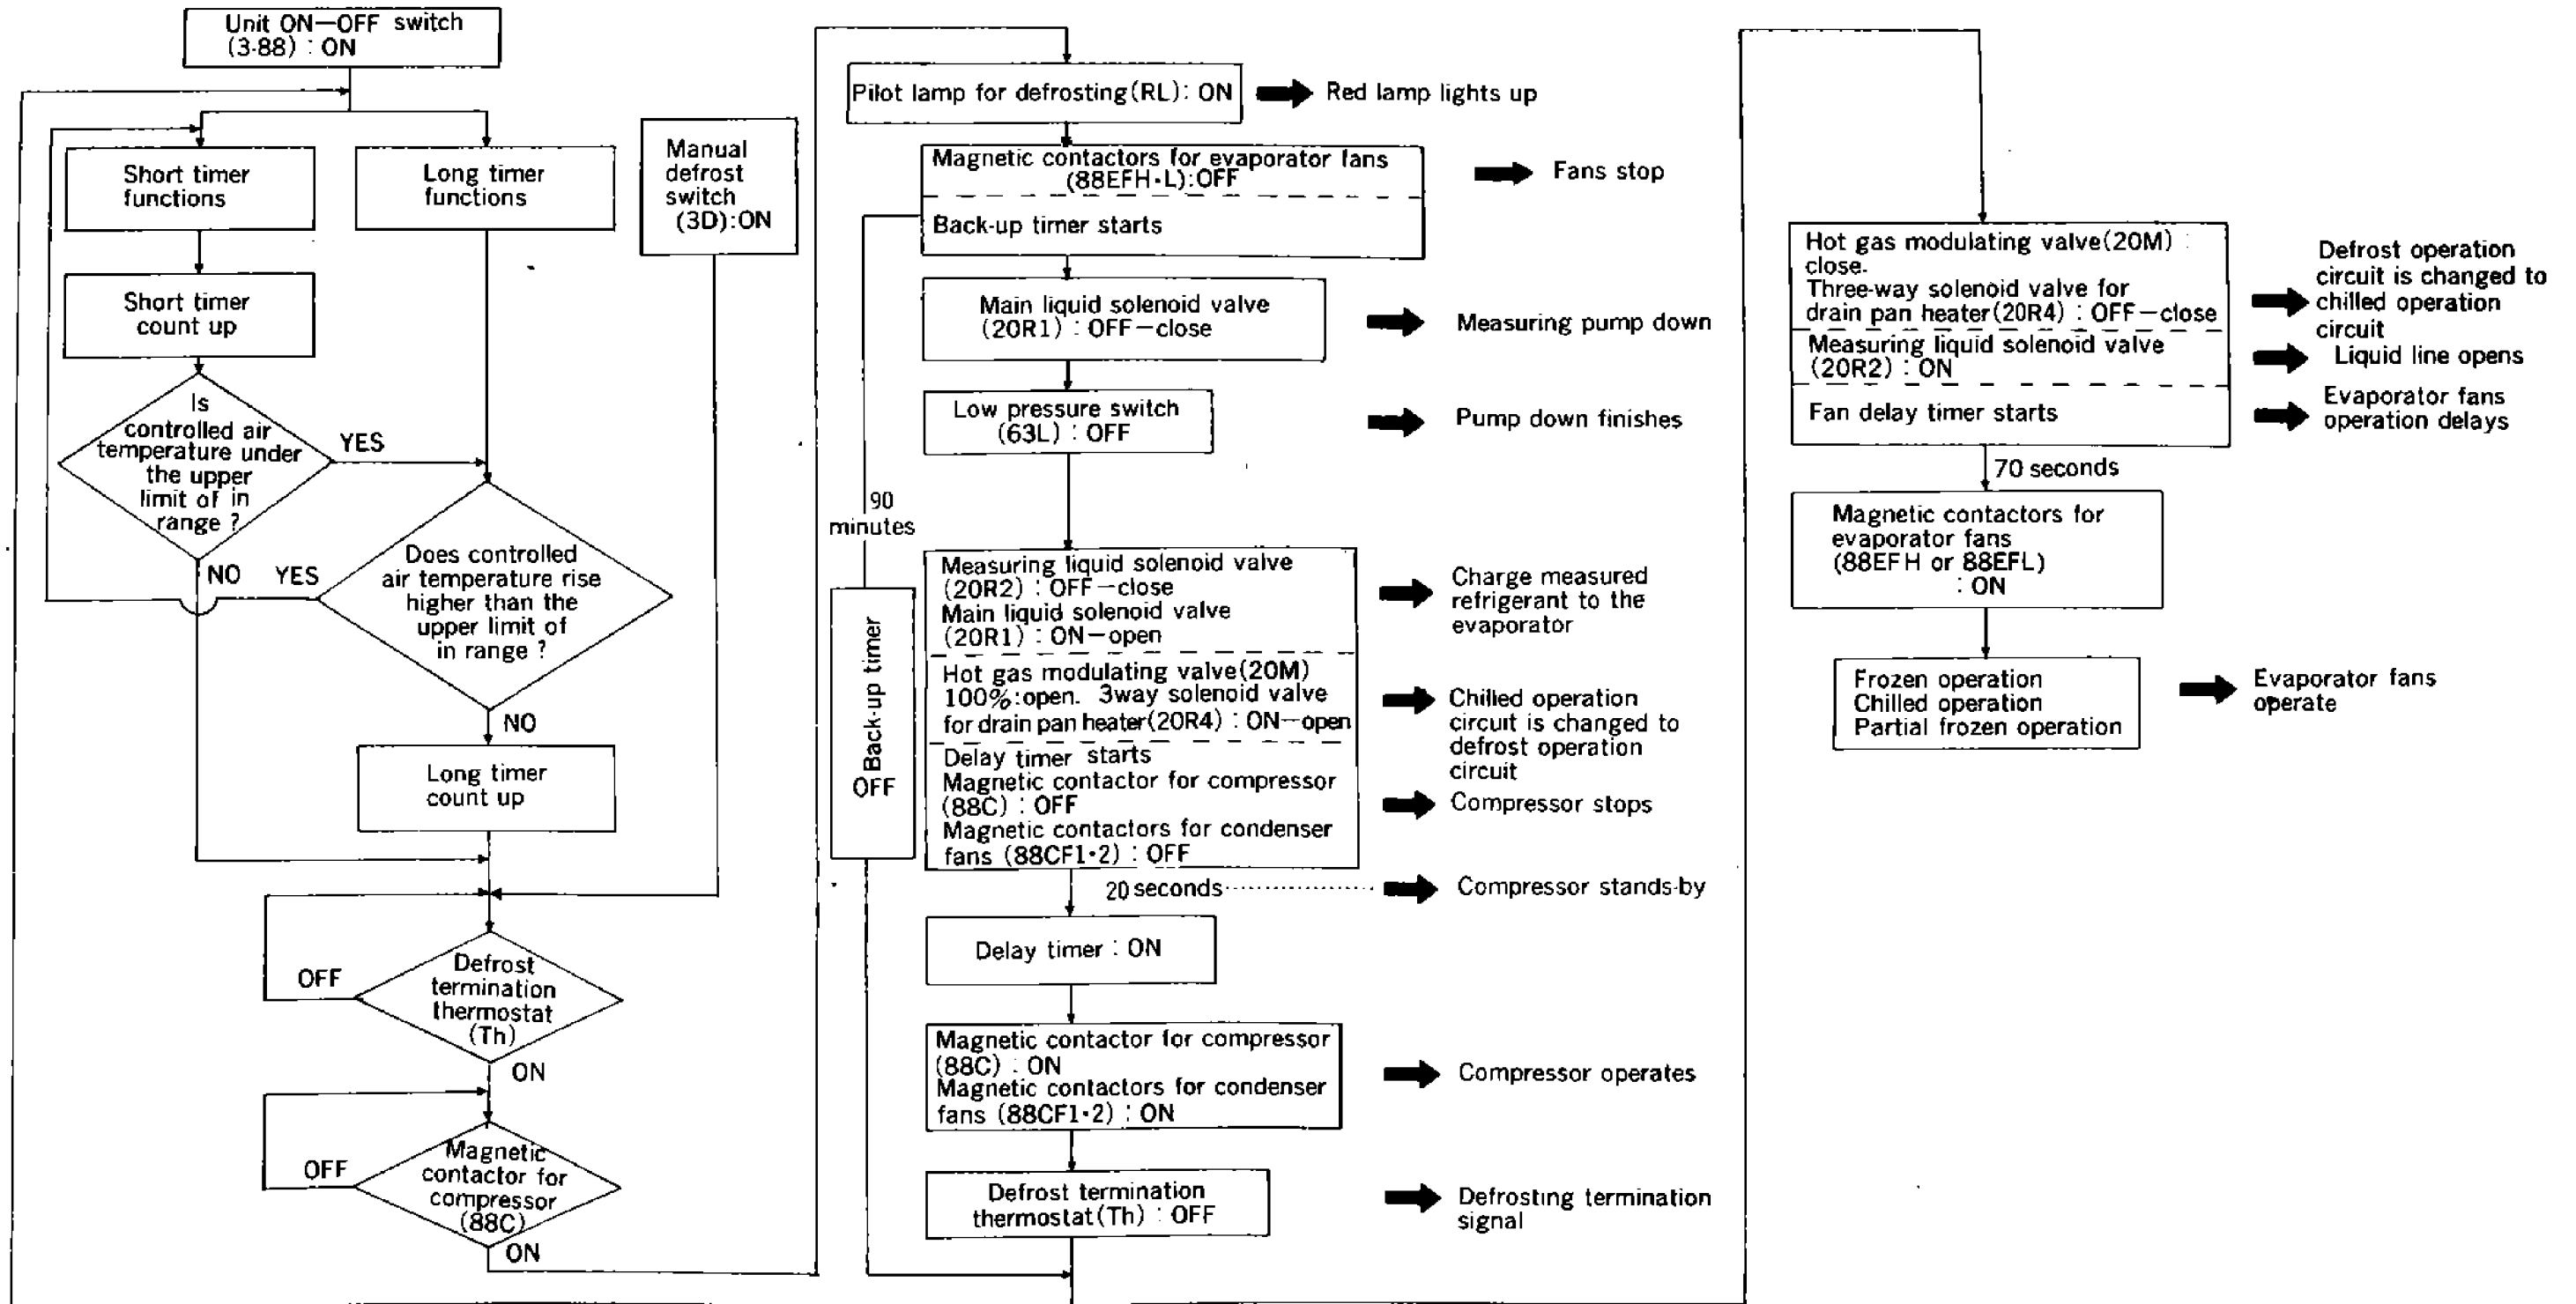 Unit ON−OFF switch
(3-88) : ON
Short timer
functions
Long timer
functions
Manual
defrost
switch
(3D):ON
Short timer
count up
Is
controlled air
temperature under
the upper
limit of in
range ?
YES
NO
YES
Does controlled
air temperature rise
higher than the
upper limit of
in range ?
NO
Long timer
count up
OFF
Defrost
termination
thermostat
(Th)
ON
OFF
Magnetic
contactor for
compressor
(88C)
ON
Pilot lamp for defrosting(RL): ON
Red lamp lights up
Magnetic contactors for evaporator fans
(88EFH·L):OFF
Fans stop
Back-up timer starts
Main liquid solenoid valve
(20R1) : OFF−close
Measuring pump down
Low pressure switch
(63L) : OFF
Pump down finishes
90
minutes
Back-up timer
OFF
Measuring liquid solenoid valve
(20R2) : OFF−close
Main liquid solenoid valve
(20R1) : ON−open
Charge measured
refrigerant to the
evaporator
Hot gas modulating valve(20M)
100%:open. 3way solenoid valve
for drain pan heater(20R4) : ON−open
Chilled operation
circuit is changed to
defrost operation
circuit
Delay timer starts
Magnetic contactor for compressor
(88C) : OFF
Magnetic contactors for condenser
fans (88CF1·2) : OFF
Compressor stops
20 seconds
Compressor stands-by
Delay timer : ON
Magnetic contactor for compressor
(88C) : ON
Magnetic contactors for condenser
fans (88CF1·2) : ON
Compressor operates
Defrost termination
thermostat(Th) : OFF
Defrosting termination
signal
Hot gas modulating valve(20M) :
close.
Three-way solenoid valve for
drain pan heater(20R4) : OFF−close
Defrost operation
circuit is changed to
chilled operation
circuit
Measuring liquid solenoid valve
(20R2) : ON
Liquid line opens
Fan delay timer starts
Evaporator fans
operation delays
70 seconds
Magnetic contactors for
evaporator fans
(88EFH or 88EFL)
: ON
Frozen operation
Chilled operation
Partial frozen operation
Evaporator fans
operate